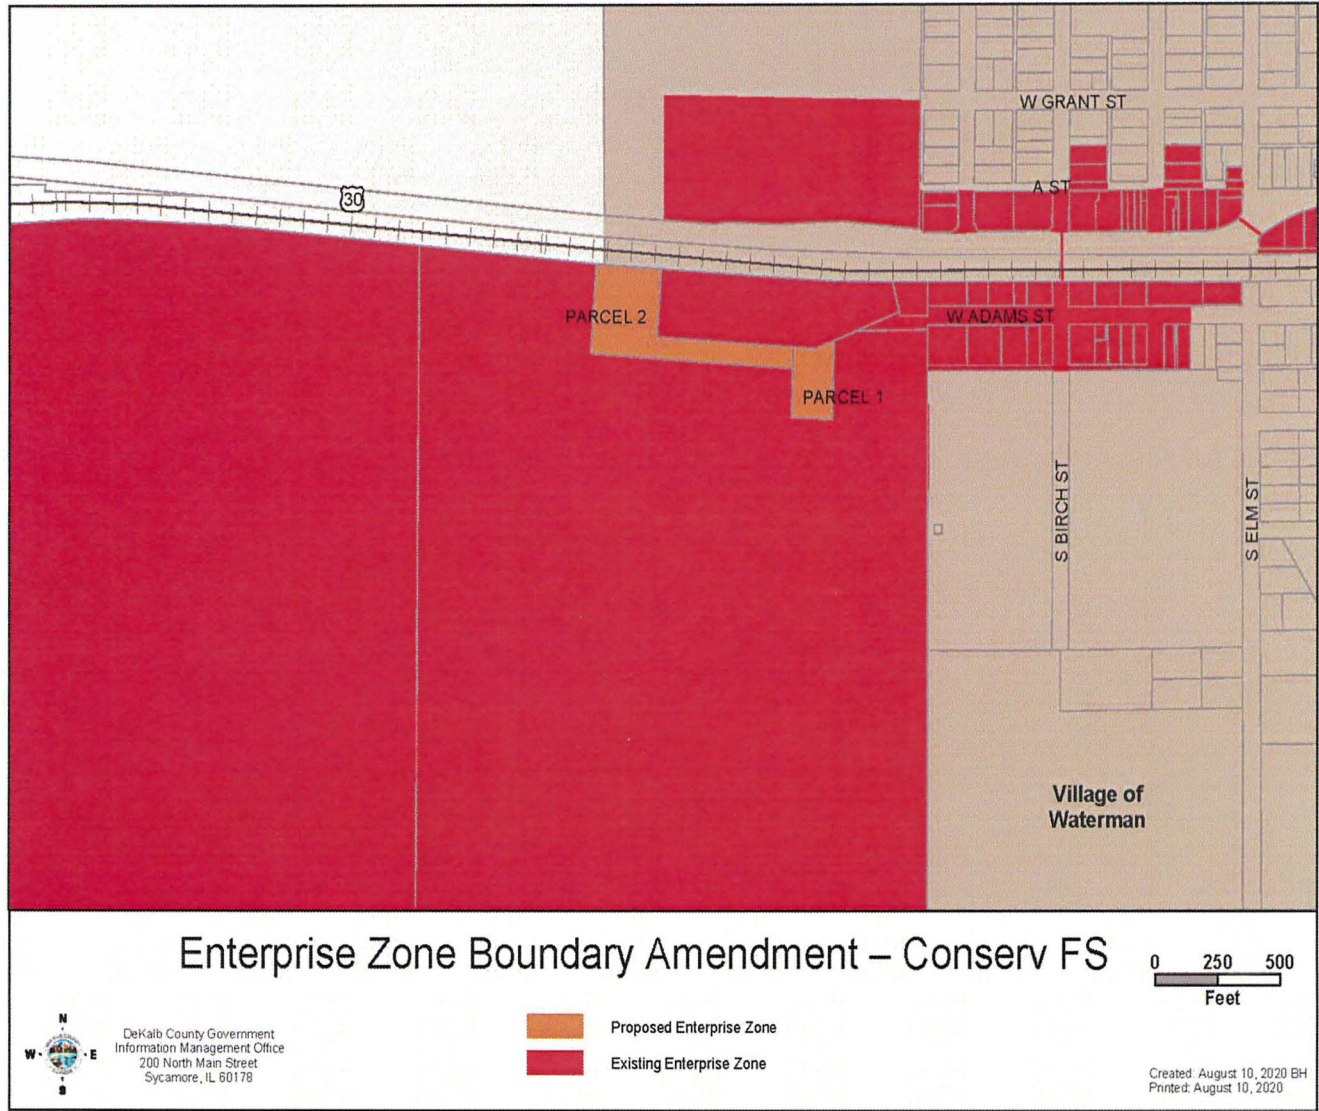 W GRANT ST
A ST
30
PARCEL 2
W ADAMS ST
PARCEL 1
S BIRCH ST
S ELM ST
Village of
Waterman
Enterprise Zone Boundary Amendment – Conserv FS
0 250 500
Feet
N
W
E
S
DeKalb County Government
Information Management Office
200 North Main Street
Sycamore, IL 60178
Proposed Enterprise Zone
Existing Enterprise Zone
Created: August 10, 2020 BH
Printed: August 10, 2020